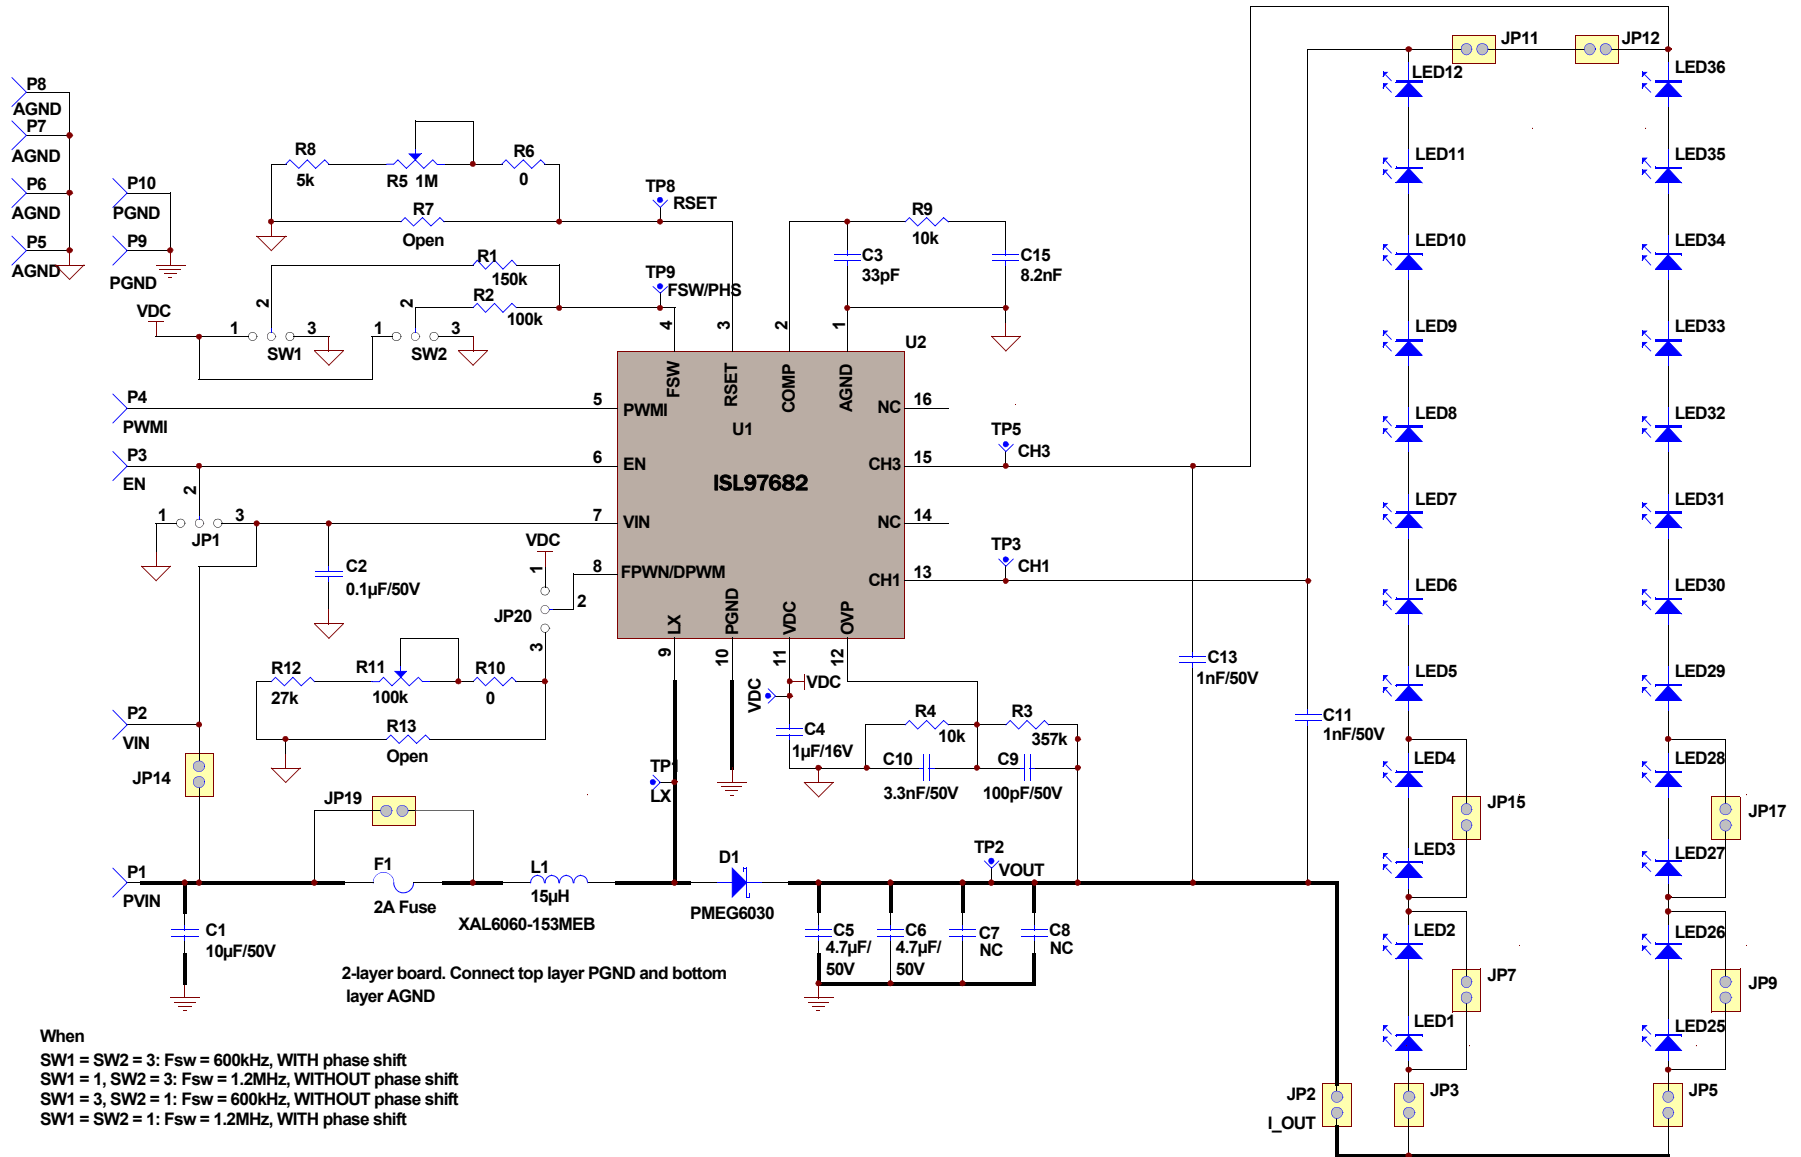 P8
AGND
P7
AGND
P6
AGND
P5
AGND
P10
PGND
P9
PGND
R8
5k
R5 1M
R6
0
R7
Open
TP8
RSET
R1
150k
R2
100k
TP9
FSW/PHS
VDC
1
2
3
SW1
1
2
3
SW2
4
3
2
1
R9
10k
C3
33pF
C15
8.2nF
U2
FSW
RSET
COMP
AGND
U1
ISL97682
P4
PWMI
5
PWMI
P3
EN
6
EN
7
VIN
8
FPWN/DPWM
NC
16
CH3
15
NC
14
CH1
13
LX
PGND
VDC
OVP
9
10
11
12
TP5
CH3
TP3
CH1
1
2
3
JP1
C2
0.1µF/50V
VDC
1
2
3
JP20
R12
27k
R11
100k
R10
0
R13
Open
P2
VIN
JP14
JP19
P1
PVIN
C1
10µF/50V
F1
2A Fuse
L1
15µH
XAL6060-153MEB
TP1
LX
D1
PMEG6030
VDC
VDC
C4
1µF/16V
R4
10k
R3
357k
C10
3.3nF/50V
C9
100pF/50V
TP2
VOUT
C5
4.7µF/
50V
C6
4.7µF/
50V
C7
NC
C8
NC
C13
1nF/50V
C11
1nF/50V
JP11
JP12
LED12
LED11
LED10
LED9
LED8
LED7
LED6
LED5
LED4
LED3
LED2
LED1
JP15
JP7
JP3
LED36
LED35
LED34
LED33
LED32
LED31
LED30
LED29
LED28
LED27
LED26
LED25
JP17
JP9
JP5
JP2
I_OUT
2-layer board. Connect top layer PGND and bottom
layer AGND
When
SW1 = SW2 = 3: Fsw = 600kHz, WITH phase shift
SW1 = 1, SW2 = 3: Fsw = 1.2MHz, WITHOUT phase shift
SW1 = 3, SW2 = 1: Fsw = 600kHz, WITHOUT phase shift
SW1 = SW2 = 1: Fsw = 1.2MHz, WITH phase shift